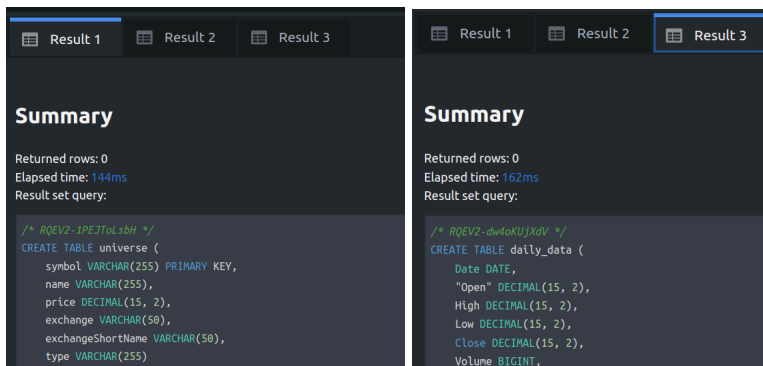 Result 1 Result 2 Result 3
Summary
Returned rows: 0
Elapsed time: 144ms
Result set query:
/* RQEV2-1PEJToLsbH */
CREATE TABLE universe (
symbol VARCHAR(255) PRIMARY KEY,
name VARCHAR(255),
price DECIMAL(15, 2),
exchange VARCHAR(50),
exchangeShortName VARCHAR(50),
type VARCHAR(255)
Result 1 Result 2 Result 3
Summary
Returned rows: 0
Elapsed time: 162ms
Result set query:
/* RQEV2-dw4oKUjXdV */
CREATE TABLE daily_data (
Date DATE,
"Open" DECIMAL(15, 2),
High DECIMAL(15, 2),
Low DECIMAL(15, 2),
Close DECIMAL(15, 2),
Volume BIGINT,